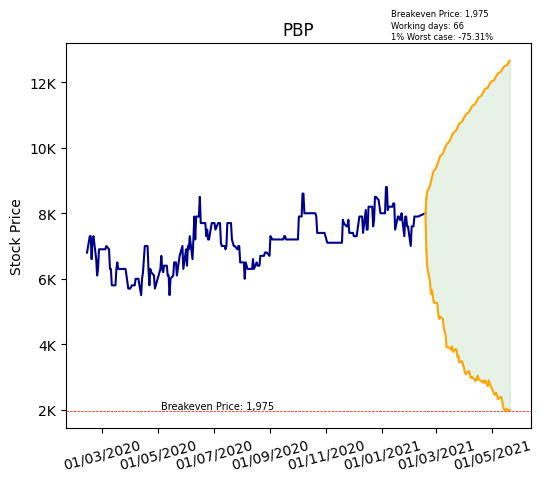 Breakeven Price: 1,975
Working days: 66
1% Worst case: -75.31%
PBP
Stock Price
12K
10K
8K
6K
4K
2K
Breakeven Price: 1,975
01/03/2020
01/05/2020
01/07/2020
01/09/2020
01/11/2020
01/01/2021
01/03/2021
01/05/2021